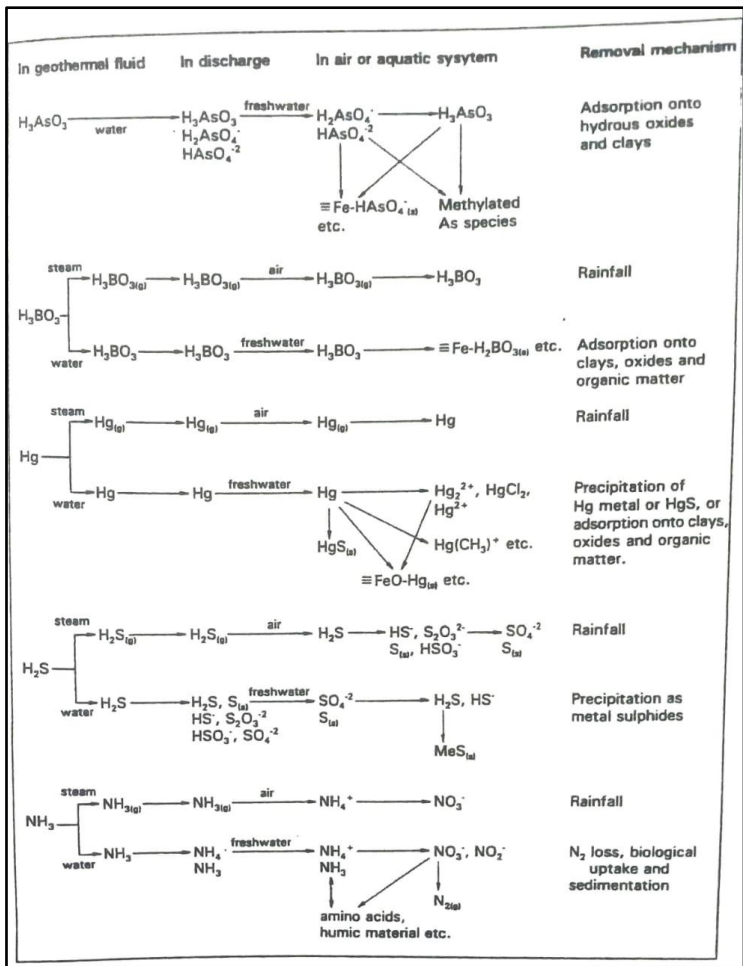 In geothermal fluid In discharge In air or aquatic sysytem Removal mechanism
H₃AsO₃ water H₃AsO₃ freshwater H₂AsO₄⁻ H₃AsO₃ Adsorption onto
H₂AsO₄⁻ HAsO₄⁻² hydrous oxides
HAsO₄⁻² and clays
≡Fe-HAsO₄⁻(s) Methylated
etc. As species
steam H₃BO₃(g) H₃BO₃(g) air H₃BO₃(g) H₃BO₃ Rainfall
H₃BO₃
water H₃BO₃ H₃BO₃ freshwater H₃BO₃ ≡Fe-H₂BO₃(s) etc. Adsorption onto
clays, oxides and
organic matter
steam Hg(g) Hg(g) air Hg(g) Hg Rainfall
Hg
water Hg Hg freshwater Hg Hg₂²⁺, HgCl₂, Precipitation of
Hg²⁺ Hg metal or HgS, or
HgS(s) Hg(CH₃)⁺ etc. adsorption onto clays,
oxides and organic
≡FeO-Hg(s) etc. matter.
steam H₂S(g) H₂S(g) air H₂S HS⁻, S₂O₃²⁻ SO₄⁻² Rainfall
S(s), HSO₃⁻ S(s)
H₂S
water H₂S H₂S, S(s) freshwater SO₄⁻² H₂S, HS⁻ Precipitation as
HS⁻, S₂O₃⁻² S(s) metal sulphides
HSO₃⁻, SO₄⁻²
MeS(s)
steam NH₃(g) NH₃(g) air NH₄⁺ NO₃⁻ Rainfall
NH₃
water NH₃ NH₄⁻ freshwater NH₄⁺ NO₃⁻, NO₂⁻ N₂ loss, biological
NH₃ NH₃ uptake and
sedimentation
N₂(g)
amino acids,
humic material etc.